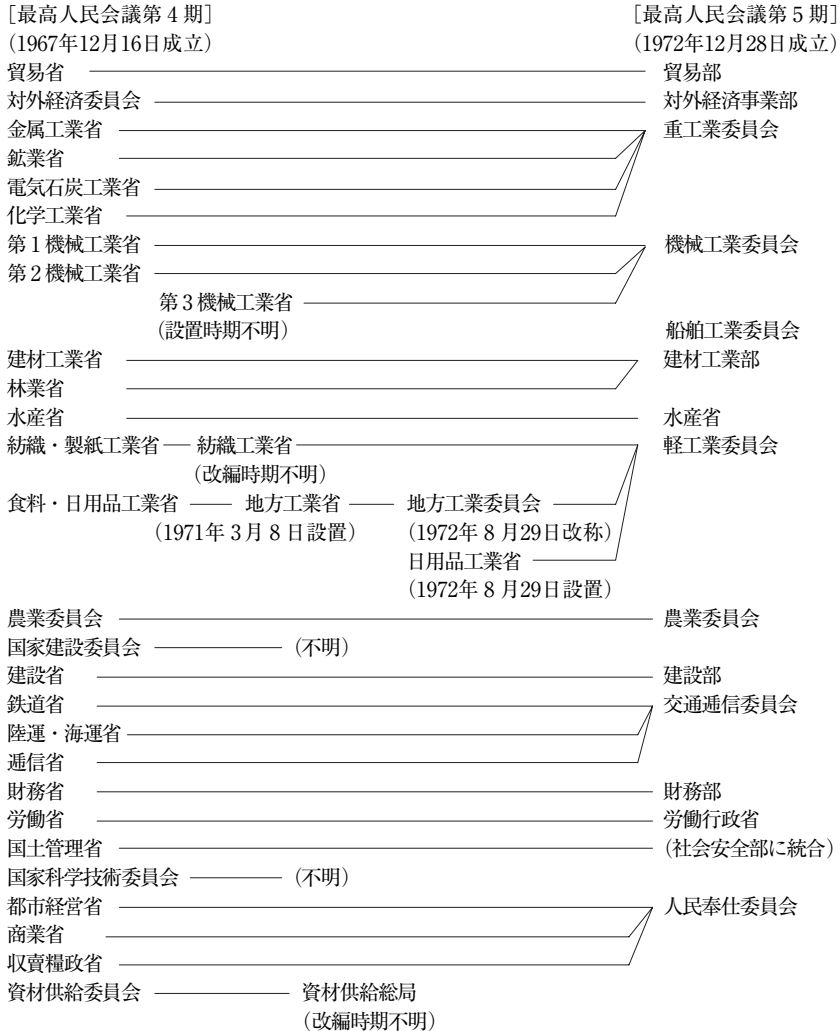 [最高人民会議第4期] [最高人民会議第5期]
(1967年12月16日成立) (1972年12月28日成立)
貿易省 貿易部
対外経済委員会 対外経済事業部
金属工業省 重工業委員会
鉱業省
電気石炭工業省
化学工業省
第1機械工業省 機械工業委員会
第2機械工業省
第3機械工業省
(設置時期不明) 船舶工業委員会
建材工業省 建材工業部
林業省
水産省 水産省
紡織・製紙工業省 紡織工業省 軽工業委員会
(改編時期不明)
食料・日用品工業省 地方工業省 地方工業委員会
(1971年3月8日設置) (1972年8月29日改称)
日用品工業省
(1972年8月29日設置)
農業委員会 農業委員会
国家建設委員会 (不明)
建設省 建設部
鉄道省 交通逓信委員会
陸運・海運省
逓信省
財務省 財務部
労働省 労働行政省
国土管理省 (社会安全部に統合)
国家科学技術委員会 (不明)
都市経営省 人民奉仕委員会
商業省
収賣糧政省
資材供給委員会 資材供給総局
(改編時期不明)